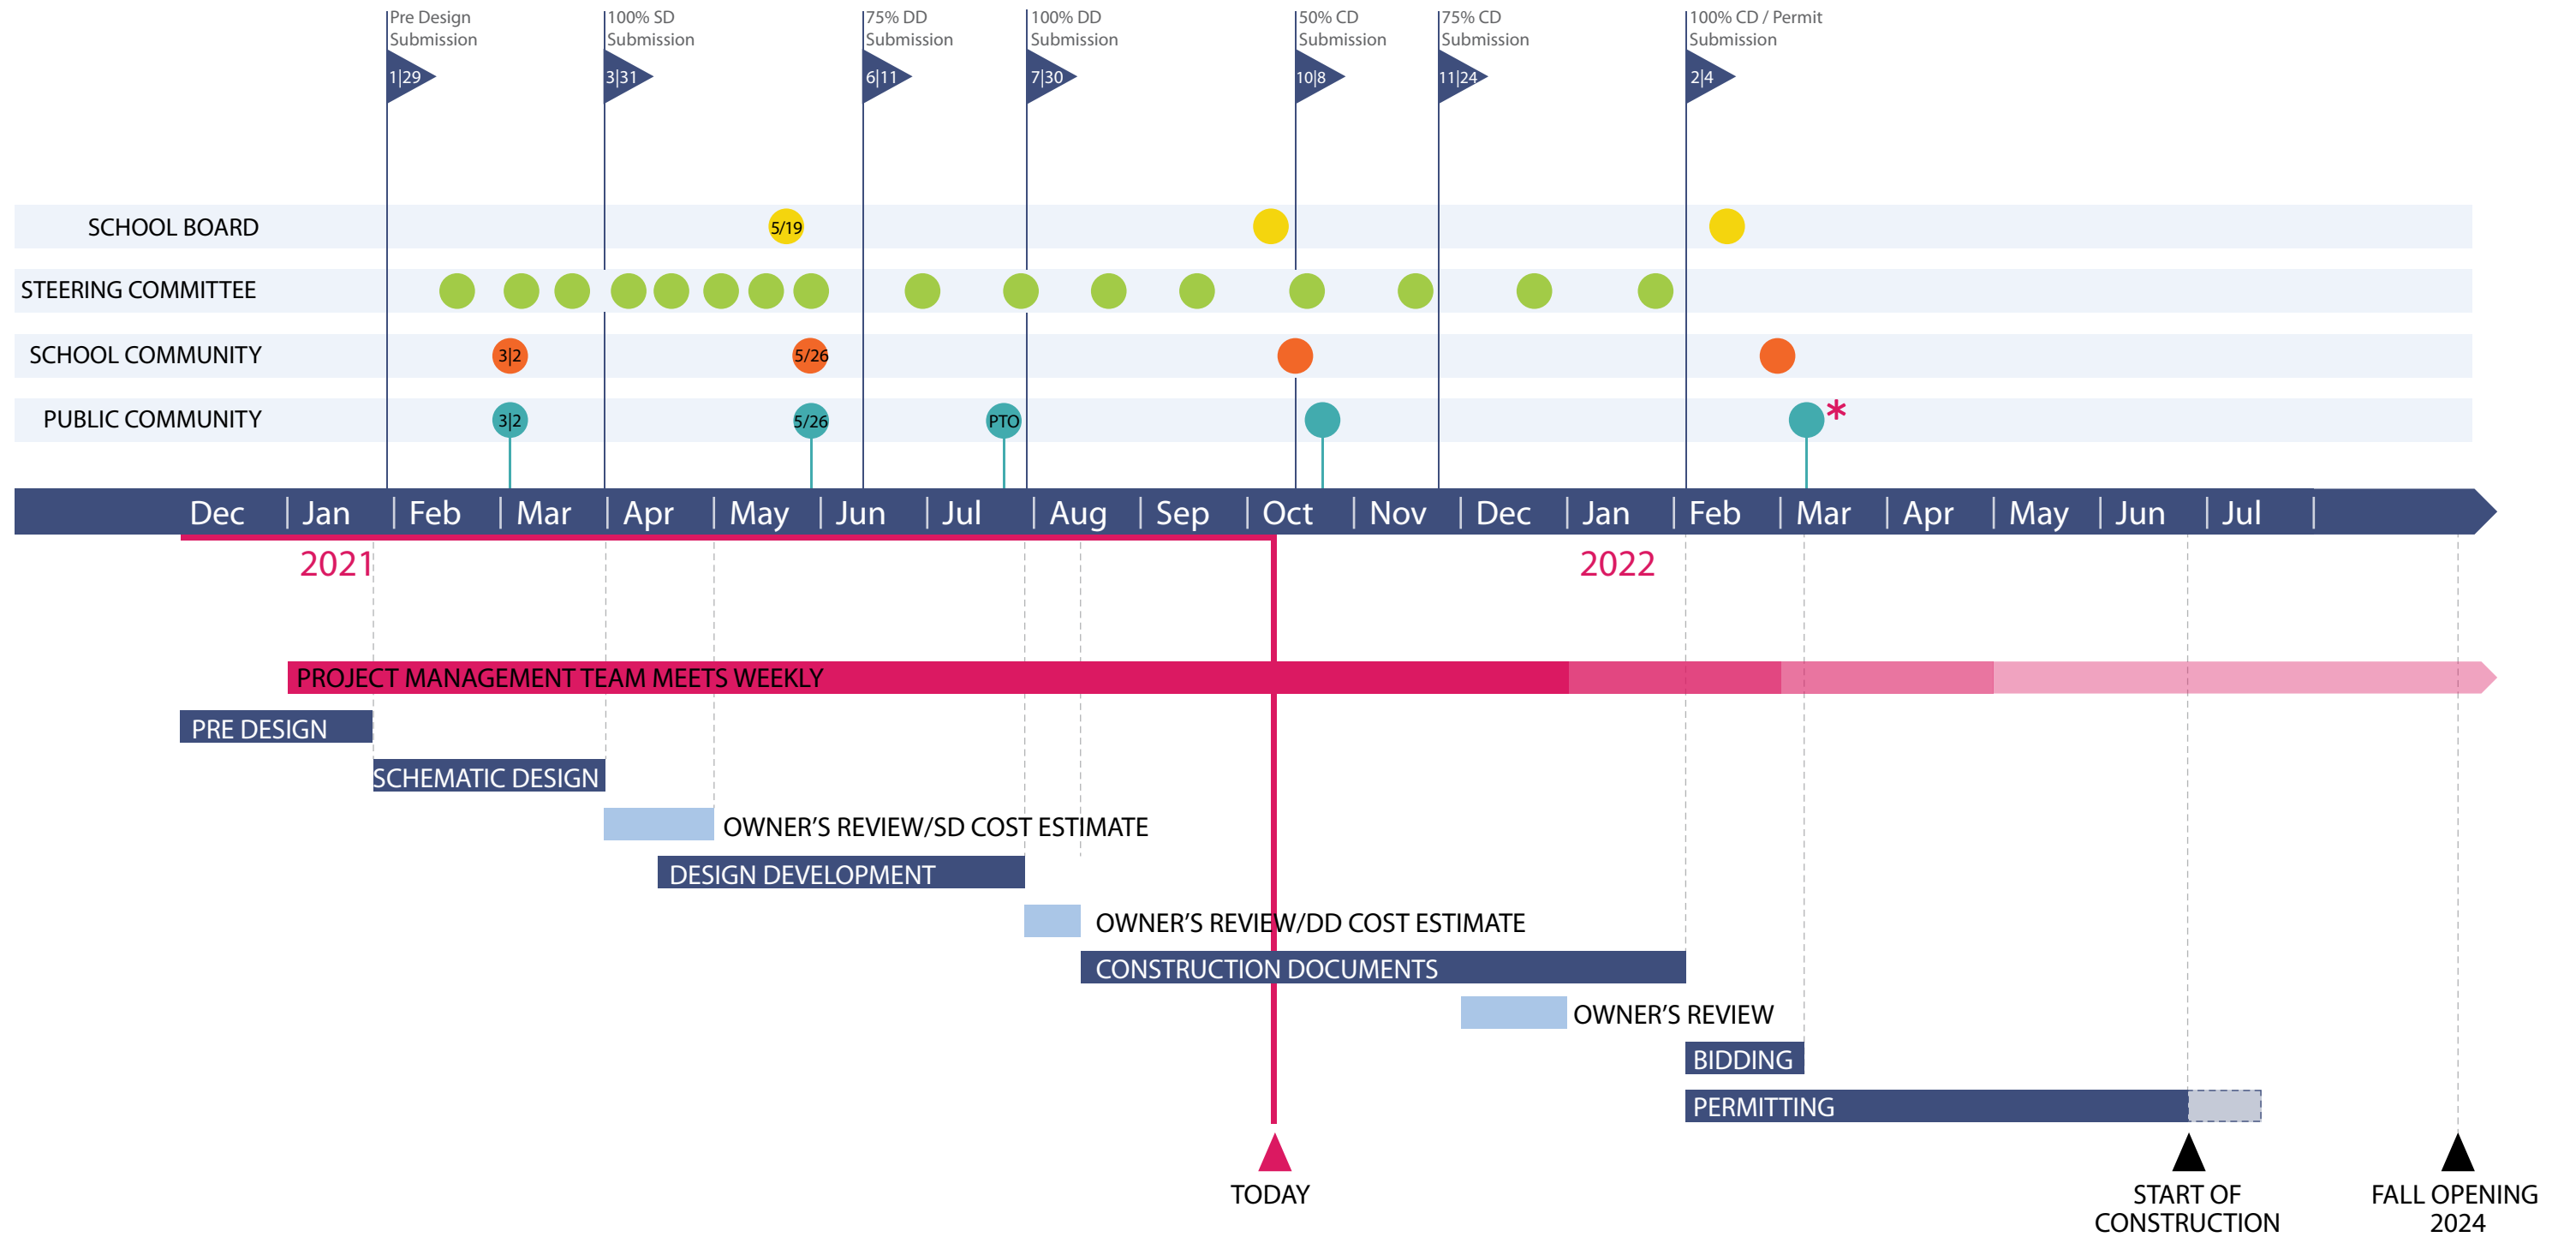 Pre Design
Submission
100% SD
Submission
75% DD
Submission
100% DD
Submission
50% CD
Submission
75% CD
Submission
100% CD / Permit
Submission
1|29
3|31
6|11
7|30
10|8
11|24
2|4
SCHOOL BOARD
5/19
STEERING COMMITTEE
SCHOOL COMMUNITY
3|2
5/26
PUBLIC COMMUNITY
3|2
5/26
PTO
*
Dec | Jan | Feb | Mar | Apr | May | Jun | Jul | Aug | Sep | Oct | Nov | Dec | Jan | Feb | Mar | Apr | May | Jun | Jul |
2021
2022
PROJECT MANAGEMENT TEAM MEETS WEEKLY
PRE DESIGN
SCHEMATIC DESIGN
OWNER’S REVIEW/SD COST ESTIMATE
DESIGN DEVELOPMENT
OWNER’S REVIEW/DD COST ESTIMATE
CONSTRUCTION DOCUMENTS
OWNER’S REVIEW
BIDDING
PERMITTING
TODAY
START OF
CONSTRUCTION
FALL OPENING
2024